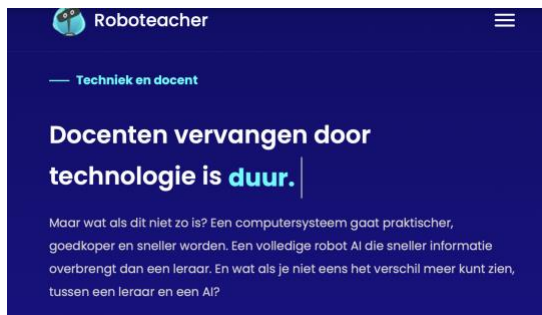 Roboteacher
Techniek en docent
Docenten vervangen door
technologie is duur.
Maar wat als dit niet zo is? Een computersysteem gaat praktischer,
goedkoper en sneller worden. Een volledige robot AI die sneller informatie
overbrengt dan een leraar. En wat als je niet eens het verschil meer kunt zien,
tussen een leraar en een AI?